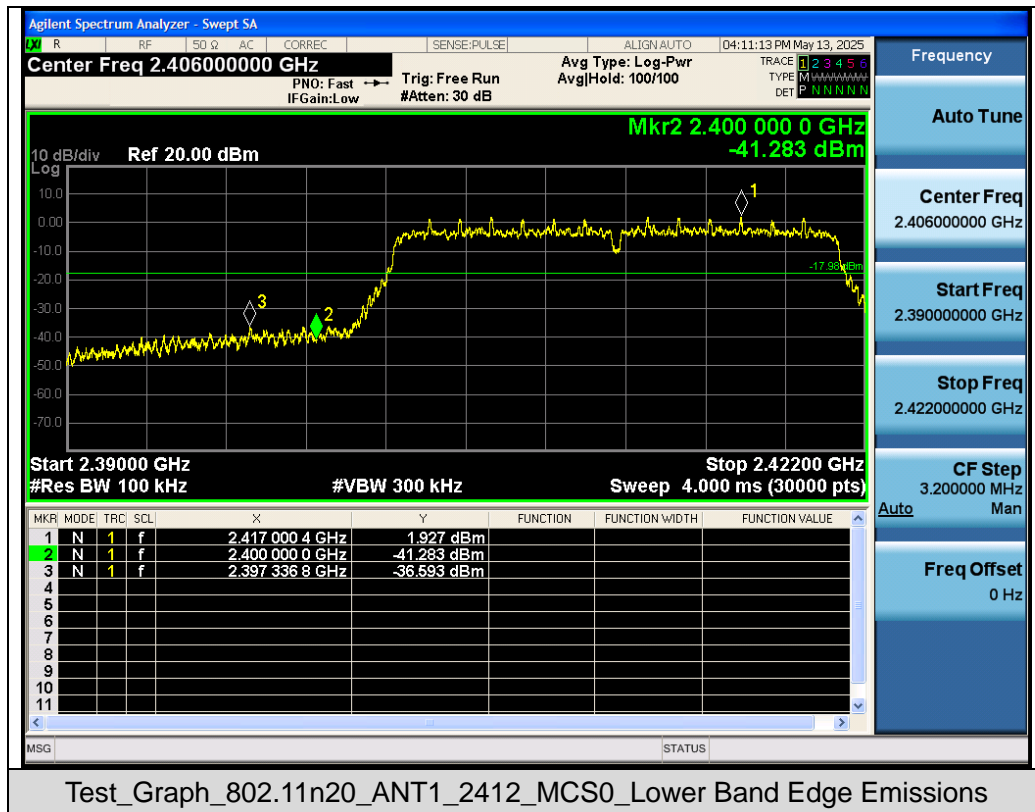 Agilent Spectrum Analyzer - Swept SA
LXI R RF 50 Ω AC CORREC SENSE:PULSE ALIGN AUTO 04:11:13 PM May 13, 2025
Center Freq 2.406000000 GHz
PNO: Fast
IFGain:Low
Trig: Free Run
#Atten: 30 dB
Avg Type: Log-Pwr
Avg|Hold: 100/100
TRACE 1 2 3 4 5 6
TYPE M
DET P N N N N N
Mkr2 2.400 000 0 GHz
-41.283 dBm
10 dB/div Ref 20.00 dBm
Log
10.0
0.00
-10.0
-20.0
-30.0
-40.0
-50.0
-60.0
-70.0
1
2
3
-17.98 dBm
Start 2.39000 GHz Stop 2.42200 GHz
#Res BW 100 kHz #VBW 300 kHz Sweep 4.000 ms (30000 pts)
MKR MODE TRC SCL X Y FUNCTION FUNCTION WIDTH FUNCTION VALUE
1 N 1 f 2.417 000 4 GHz 1.927 dBm
2 N 1 f 2.400 000 0 GHz -41.283 dBm
3 N 1 f 2.397 336 8 GHz -36.593 dBm
4
5
6
7
8
9
10
11
MSG STATUS
Frequency
Auto Tune
Center Freq
2.406000000 GHz
Start Freq
2.390000000 GHz
Stop Freq
2.422000000 GHz
CF Step
3.200000 MHz
Auto Man
Freq Offset
0 Hz
Test_Graph_802.11n20_ANT1_2412_MCS0_Lower Band Edge Emissions